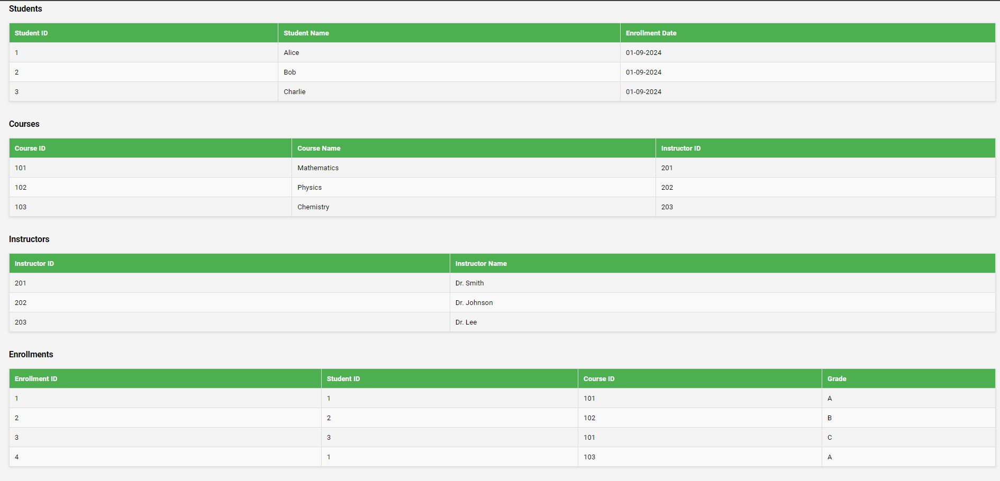 Students
Student ID Student Name Enrollment Date
1 Alice 01-09-2024
2 Bob 01-09-2024
3 Charlie 01-09-2024
Courses
Course ID Course Name Instructor ID
101 Mathematics 201
102 Physics 202
103 Chemistry 203
Instructors
Instructor ID Instructor Name
201 Dr. Smith
202 Dr. Johnson
203 Dr. Lee
Enrollments
Enrollment ID Student ID Course ID Grade
1 1 101 A
2 2 102 B
3 3 101 C
4 1 103 A